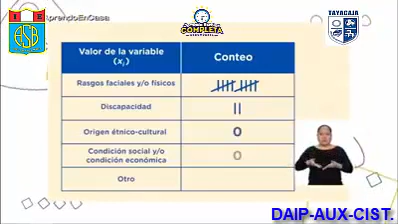 #AprendoEnCasa
I E
ASB
COMPLETA
TAYACAJA
Valor de la variable
(xᵢ)
Conteo
Rasgos faciales y/o físicos
Discapacidad
||
Origen étnico-cultural
0
Condición social y/o
condición económica
0
Otro
DAIP-AUX-CIST.